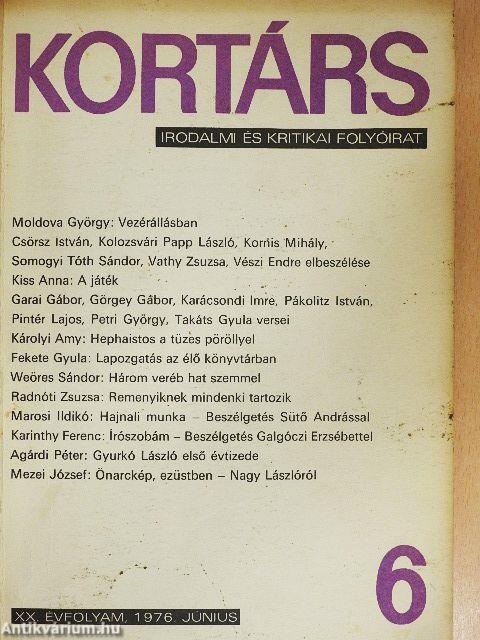 KORTÁRS
IRODALMI ÉS KRITIKAI FOLYÓIRAT
Moldova György: Vezérállásban
Csörsz István, Kolozsvári Papp László, Kornis Mihály,
Somogyi Tóth Sándor, Vathy Zsuzsa, Vészi Endre elbeszélése
Kiss Anna: A játék
Garai Gábor, Görgey Gábor, Karácsondi Imre, Pákolitz István,
Pintér Lajos, Petri György, Takáts Gyula versei
Károlyi Amy: Hephaistos a tüzes pöröllyel
Fekete Gyula: Lapozgatás az élő könyvtárban
Weöres Sándor: Három veréb hat szemmel
Radnóti Zsuzsa: Remenyiknek mindenki tartozik
Marosi Ildikó: Hajnali munka – Beszélgetés Sütő Andrással
Karinthy Ferenc: Írószobám – Beszélgetés Galgóczi Erzsébettel
Agárdi Péter: Gyurkó László első évtizede
Mezei József: Önarckép, ezüstben – Nagy Lászlóról
6
XX. ÉVFOLYAM, 1976. JÚNIUS
Antikvárium.hu